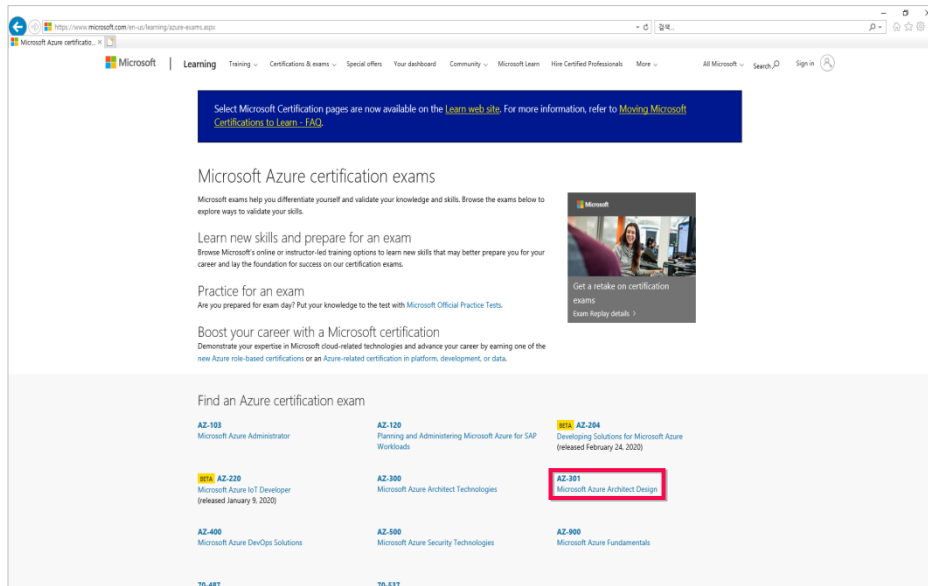 https://www.microsoft.com/en-us/learning/azure-exams.aspx
검색...
Microsoft Azure certificatio...
Microsoft
Learning
Training
Certifications & exams
Special offers
Your dashboard
Community
Microsoft Learn
Hire Certified Professionals
More
All Microsoft
Search
Sign in
Select Microsoft Certification pages are now available on the Learn web site. For more information, refer to Moving Microsoft
Certifications to Learn - FAQ.
Microsoft Azure certification exams
Microsoft exams help you differentiate yourself and validate your knowledge and skills. Browse the exams below to
explore ways to validate your skills.
Learn new skills and prepare for an exam
Browse Microsoft's online or instructor-led training options to learn new skills that may better prepare you for your
career and lay the foundation for success on our certification exams.
Practice for an exam
Are you prepared for exam day? Put your knowledge to the test with Microsoft Official Practice Tests.
Boost your career with a Microsoft certification
Demonstrate your expertise in Microsoft cloud-related technologies and advance your career by earning one of the
new Azure role-based certifications or an Azure-related certification in platform, development, or data.
Microsoft
Get a retake on certification
exams
Exam Replay details >
Find an Azure certification exam
AZ-103
Microsoft Azure Administrator
AZ-120
Planning and Administering Microsoft Azure for SAP
Workloads
BETA AZ-204
Developing Solutions for Microsoft Azure
(released February 24, 2020)
BETA AZ-220
Microsoft Azure IoT Developer
(released January 9, 2020)
AZ-300
Microsoft Azure Architect Technologies
AZ-301
Microsoft Azure Architect Design
AZ-400
Microsoft Azure DevOps Solutions
AZ-500
Microsoft Azure Security Technologies
AZ-900
Microsoft Azure Fundamentals
70-487
70-537